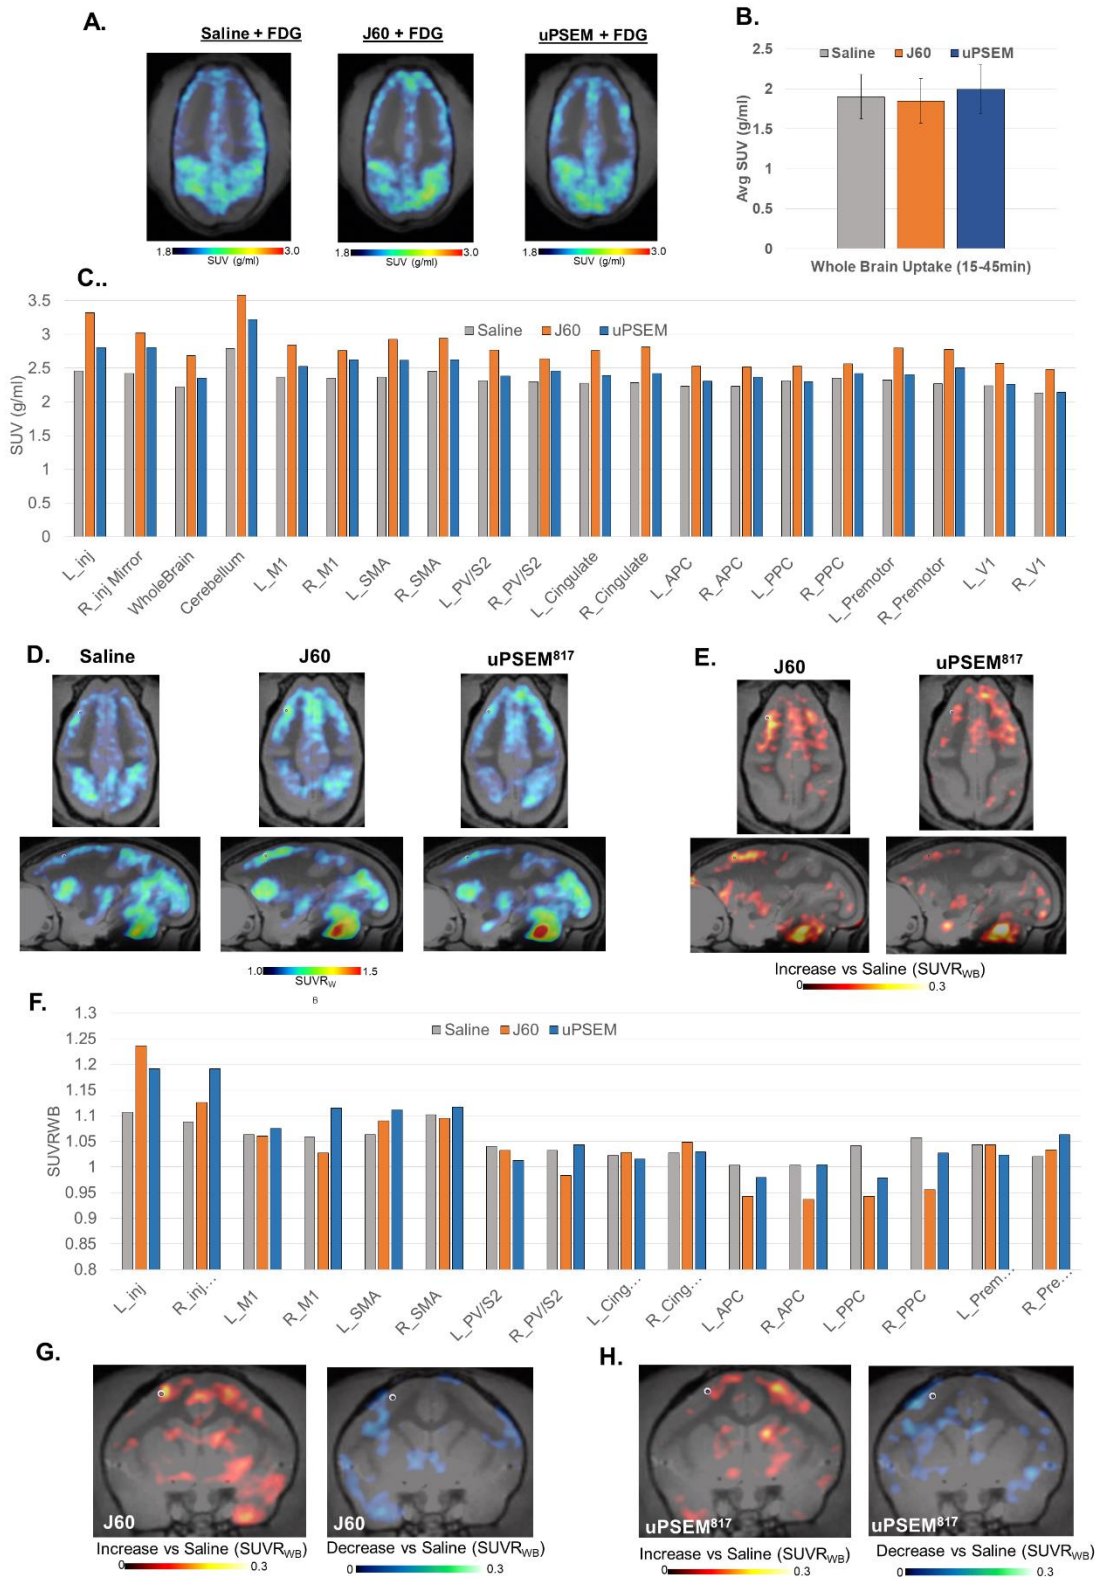 A.
Saline + FDG
J60 + FDG
uPSEM + FDG
1.8
3.0
SUV (g/ml)
1.8
3.0
SUV (g/ml)
1.8
3.0
SUV (g/ml)
B.
2.5
Saline
J60
uPSEM
2
1.5
1
0.5
0
Avg SUV (g/ml)
Whole Brain Uptake (15-45min)
C..
3.5
3
2.5
2
1.5
1
0.5
0
SUV (g/ml)
Saline
J60
uPSEM
L_inj
R_inj Mirror
WholeBrain
Cerebellum
L_M1
R_M1
L_SMA
R_SMA
L_PV/S2
R_PV/S2
L_Cingulate
R_Cingulate
L_APC
R_APC
L_PPC
R_PPC
L_Premotor
R_Premotor
L_V1
R_V1
D.
Saline
J60
uPSEM⁸¹⁷
1.0
1.5
SUVR_W
B
E.
J60
uPSEM⁸¹⁷
Increase vs Saline (SUVR_WB)
0
0.3
F.
1.3
1.25
1.2
1.15
1.1
1.05
1
0.95
0.9
0.85
0.8
SUVRWB
Saline
J60
uPSEM
L_inj
R_inj...
L_M1
R_M1
L_SMA
R_SMA
L_PV/S2
R_PV/S2
L_Cing...
R_Cing...
L_APC
R_APC
L_PPC
R_PPC
L_Prem...
R_Pre...
G.
J60
Increase vs Saline (SUVR_WB)
0
0.3
J60
Decrease vs Saline (SUVR_WB)
0
0.3
H.
uPSEM⁸¹⁷
Increase vs Saline (SUVR_WB)
0
0.3
uPSEM⁸¹⁷
Decrease vs Saline (SUVR_WB)
0
0.3